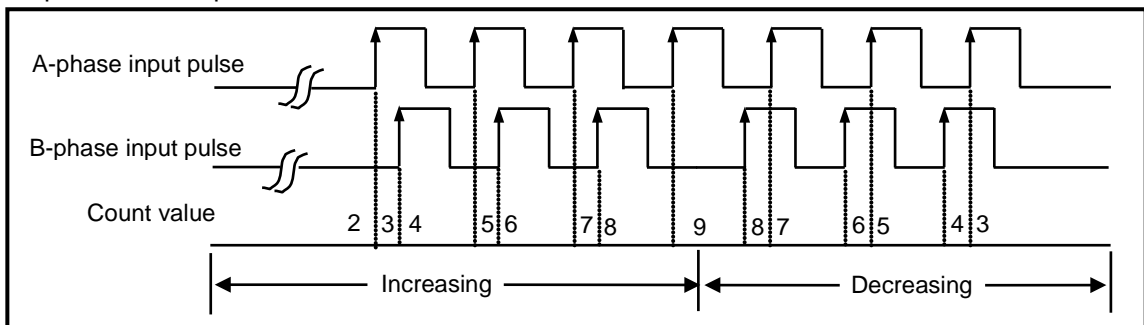 A-phase input pulse
B-phase input pulse
Count value 2 3 4 5 6 7 8 9 8 7 6 5 4 3
Increasing Decreasing